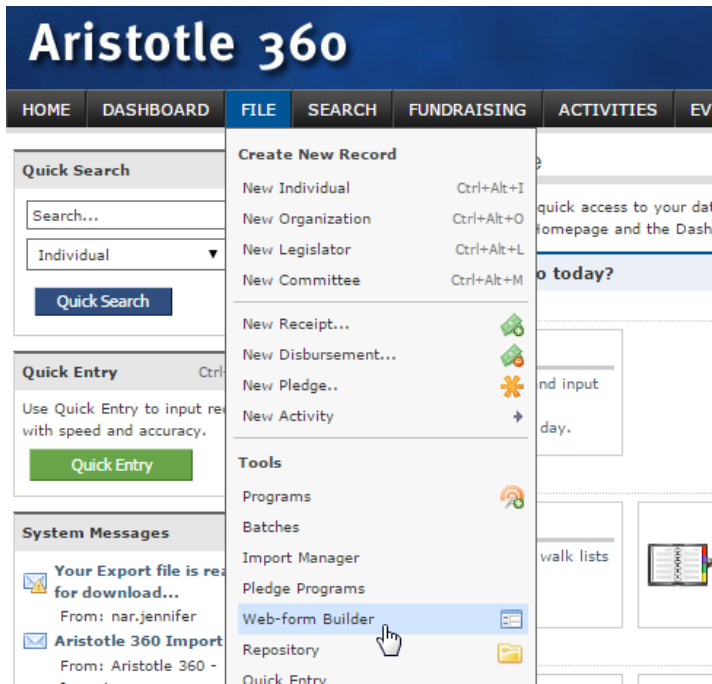 Aristotle 360
HOME DASHBOARD FILE SEARCH FUNDRAISING ACTIVITIES EV
Quick Search
Search...
Individual
Quick Search
Quick Entry Ctrl
Use Quick Entry to input re
with speed and accuracy.
Quick Entry
System Messages
Your Export file is rea
for download...
From: nar.jennifer
Aristotle 360 Import
From: Aristotle 360 -
Create New Record
New Individual Ctrl+Alt+I
New Organization Ctrl+Alt+O
New Legislator Ctrl+Alt+L
New Committee Ctrl+Alt+M
New Receipt...
New Disbursement...
New Pledge..
New Activity
Tools
Programs
Batches
Import Manager
Pledge Programs
Web-form Builder
Repository
Quick Entry
quick access to your dat
Homepage and the Dash
o today?
nd input
day.
walk lists